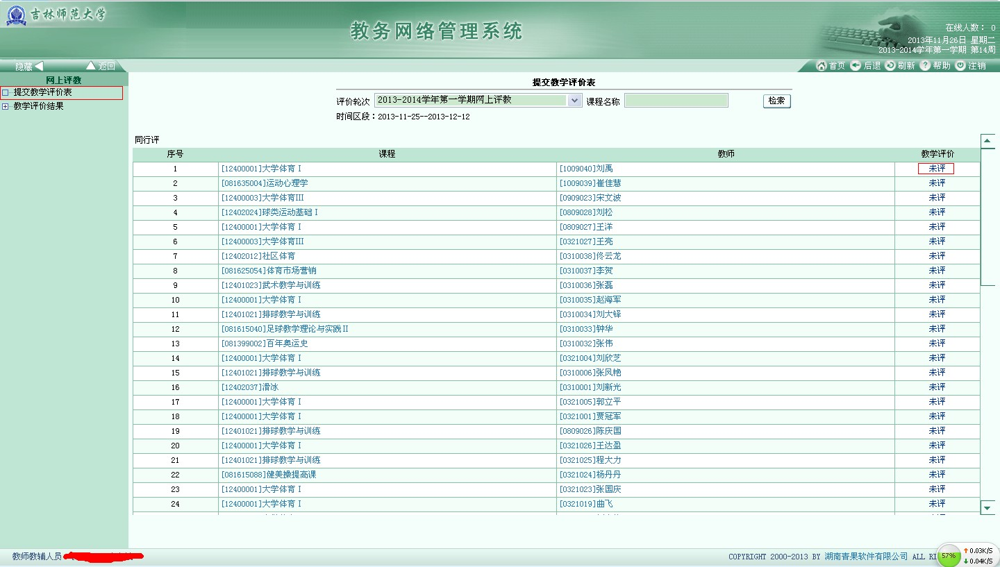 吉林师范大学
教务网络管理系统
在线人数： 0
2013年11月26日 星期二
2013-2014学年第一学期 第14周
隐藏 返回
首页 后退 刷新 帮助 注销
网上评教
提交教学评价表
教学评价结果
提交教学评价表
评价轮次 2013-2014学年第一学期网上评教 课程名称 检索
时间区段：2013-11-25--2013-12-12
同行评
序号 课程 教师 教学评价
1 [12400001]大学体育Ⅰ [1009040]刘禹 未评
2 [081635004]运动心理学 [1009039]崔佳慧 未评
3 [12400003]大学体育III [0909023]宋文波 未评
4 [12402024]球类运动基础Ⅰ [0809028]刘松 未评
5 [12400001]大学体育Ⅰ [0809027]王洋 未评
6 [12400003]大学体育III [0321027]王亮 未评
7 [12402012]社区体育 [0310038]佟云龙 未评
8 [081625054]体育市场营销 [0310037]李贺 未评
9 [12401023]武术教学与训练 [0310036]张磊 未评
10 [12400001]大学体育Ⅰ [0310035]赵海军 未评
11 [12401021]排球教学与训练 [0310034]刘大铎 未评
12 [081615040]足球教学理论与实践Ⅱ [0310033]钟华 未评
13 [081399002]百年奥运史 [0310032]张伟 未评
14 [12400001]大学体育Ⅰ [0321004]刘欣芝 未评
15 [12401021]排球教学与训练 [0310006]张凤艳 未评
16 [12402037]滑冰 [0310001]刘新光 未评
17 [12400001]大学体育Ⅰ [0321005]郭立平 未评
18 [12400001]大学体育Ⅰ [0321001]贾冠军 未评
19 [12401021]排球教学与训练 [0809026]陈庆国 未评
20 [12400001]大学体育Ⅰ [0321026]王达盈 未评
21 [12401021]排球教学与训练 [0321025]程大力 未评
22 [081615088]健美操提高课 [0321024]杨丹丹 未评
23 [12400001]大学体育Ⅰ [0321023]张国庆 未评
24 [12400001]大学体育Ⅰ [0321019]曲飞 未评
教师教辅人员
COPYRIGHT 2000-2013 BY 湖南青果软件有限公司 ALL RI
57% 0.03K/S
0.04K/S